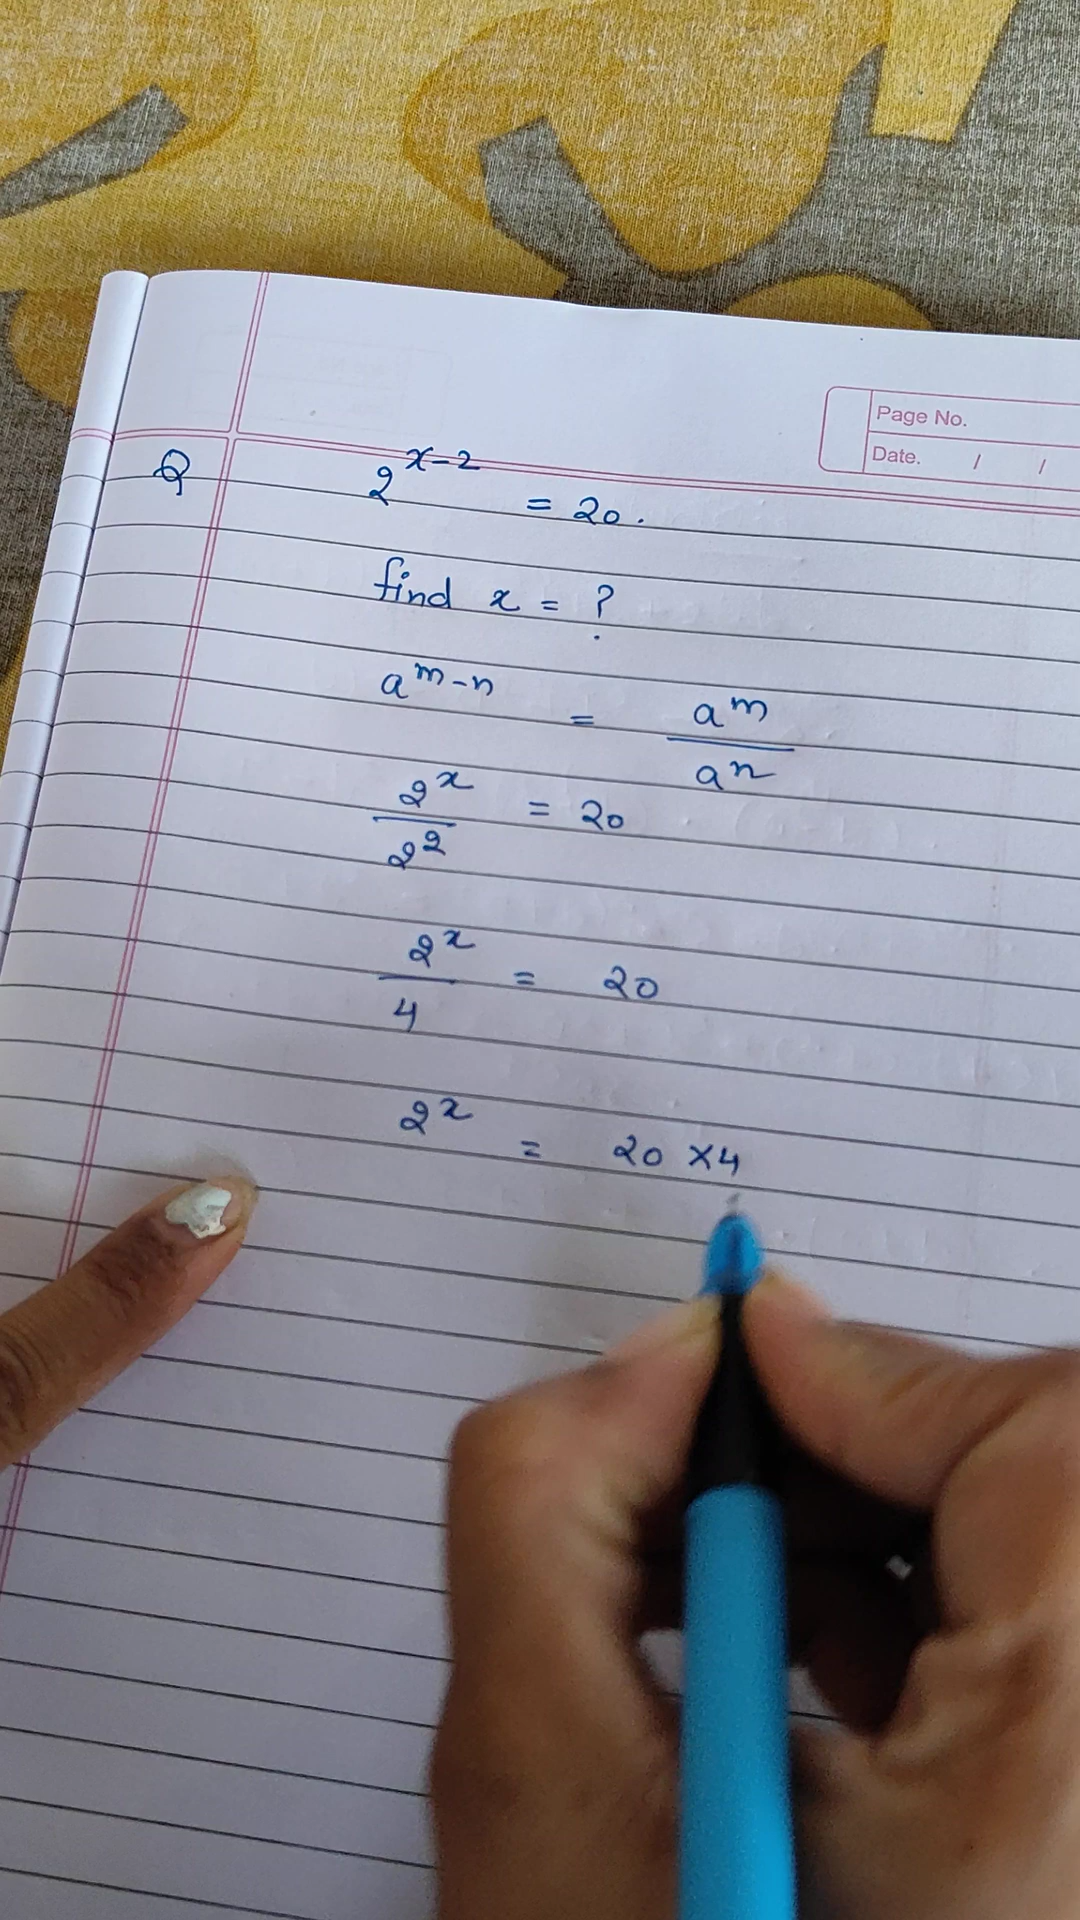 Page No.
Date. / /
Q 2^{x-2} = 20.
find x = ?
a^{m-n} = a^m / a^n
2^x / 2^2 = 20
2^x / 4 = 20
2^x = 20 ×4